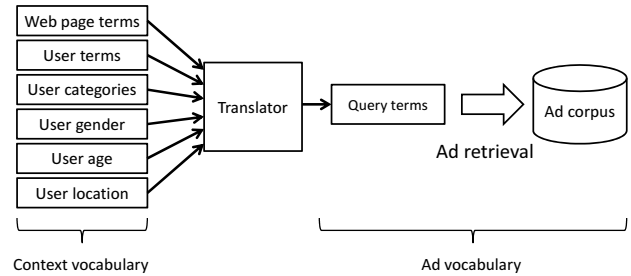 Web page terms
User terms
User categories
User gender
User age
User location
Translator
Query terms
Ad retrieval
Ad corpus
Context vocabulary
Ad vocabulary